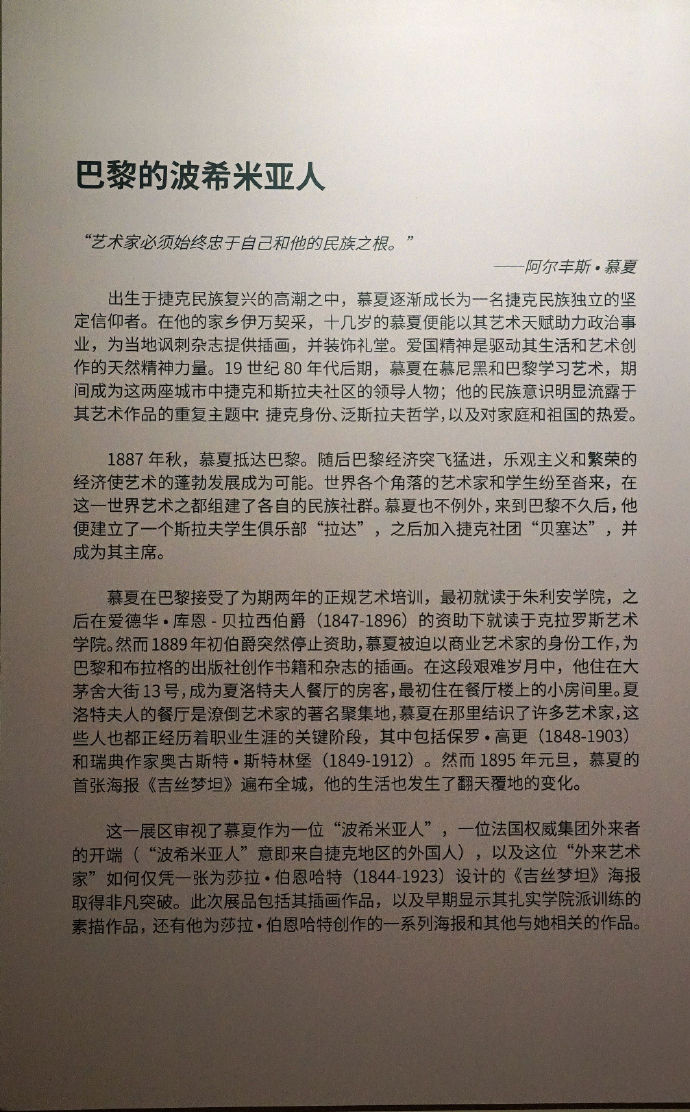 巴黎的波希米亚人
“艺术家必须始终忠于自己和他的民族之根。”
——阿尔丰斯•慕夏
出生于捷克民族复兴的高潮之中，慕夏逐渐成长为一名捷克民族独立的坚
定信仰者。在他的家乡伊万契采，十几岁的慕夏便能以其艺术天赋助力政治事
业，为当地讽刺杂志提供插画，并装饰礼堂。爱国精神是驱动其生活和艺术创
作的天然精神力量。19 世纪 80 年代后期，慕夏在慕尼黑和巴黎学习艺术，期
间成为这两座城市中捷克和斯拉夫社区的领导人物；他的民族意识明显流露于
其艺术作品的重复主题中: 捷克身份、泛斯拉夫哲学，以及对家庭和祖国的热爱。
1887 年秋，慕夏抵达巴黎。随后巴黎经济突飞猛进，乐观主义和繁荣的
经济使艺术的蓬勃发展成为可能。世界各个角落的艺术家和学生纷至沓来，在
这一世界艺术之都组建了各自的民族社群。慕夏也不例外，来到巴黎不久后，他
便建立了一个斯拉夫学生俱乐部“拉达”，之后加入捷克社团“贝塞达”，并
成为其主席。
慕夏在巴黎接受了为期两年的正规艺术培训，最初就读于朱利安学院，之
后在爱德华•库恩 - 贝拉西伯爵（1847-1896）的资助下就读于克拉罗斯艺术
学院。然而 1889 年初伯爵突然停止资助，慕夏被迫以商业艺术家的身份工作，为
巴黎和布拉格的出版社创作书籍和杂志的插画。在这段艰难岁月中，他住在大
茅舍大街 13 号，成为夏洛特夫人餐厅的房客，最初住在餐厅楼上的小房间里。夏
洛特夫人的餐厅是潦倒艺术家的著名聚集地，慕夏在那里结识了许多艺术家，这
些人也都正经历着职业生涯的关键阶段，其中包括保罗•高更（1848-1903）
和瑞典作家奥古斯特•斯特林堡（1849-1912）。然而 1895 年元旦，慕夏的
首张海报《吉丝梦坦》遍布全城，他的生活也发生了翻天覆地的变化。
这一展区审视了慕夏作为一位“波希米亚人”，一位法国权威集团外来者
的开端（“波希米亚人”意即来自捷克地区的外国人），以及这位“外来艺术
家”如何仅凭一张为莎拉•伯恩哈特（1844-1923）设计的《吉丝梦坦》海报
取得非凡突破。此次展品包括其插画作品，以及早期显示其扎实学院派训练的
素描作品，还有他为莎拉•伯恩哈特创作的一系列海报和其他与她相关的作品。